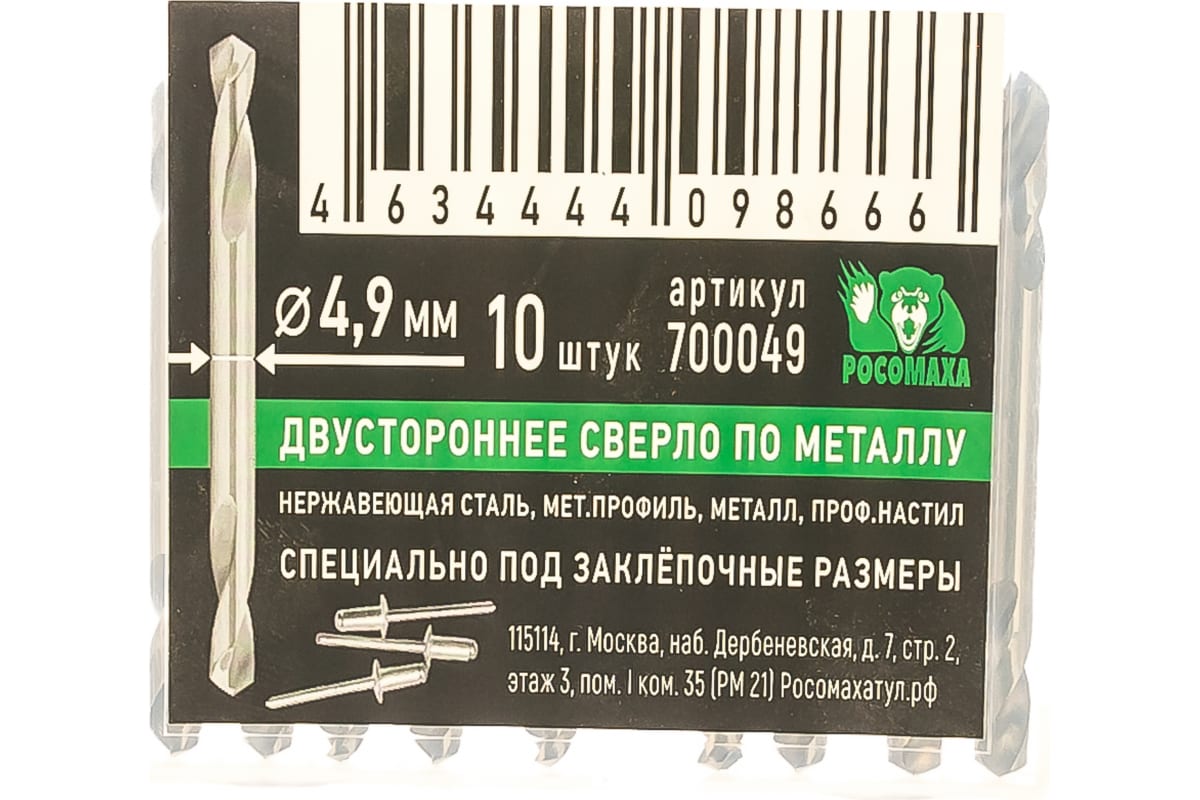 4 634444 098666
⌀4,9 мм 10 штук
артикул
700049
РОСОМАХА
ДВУСТОРОННЕЕ СВЕРЛО ПО МЕТАЛЛУ
НЕРЖАВЕЮЩАЯ СТАЛЬ, МЕТ.ПРОФИЛЬ, МЕТАЛЛ, ПРОФ.НАСТИЛ
СПЕЦИАЛЬНО ПОД ЗАКЛЁПОЧНЫЕ РАЗМЕРЫ
115114, г. Москва, наб. Дербеневская, д. 7, стр. 2,
этаж 3, пом. I ком. 35 (РМ 21) Росомахатул.рф